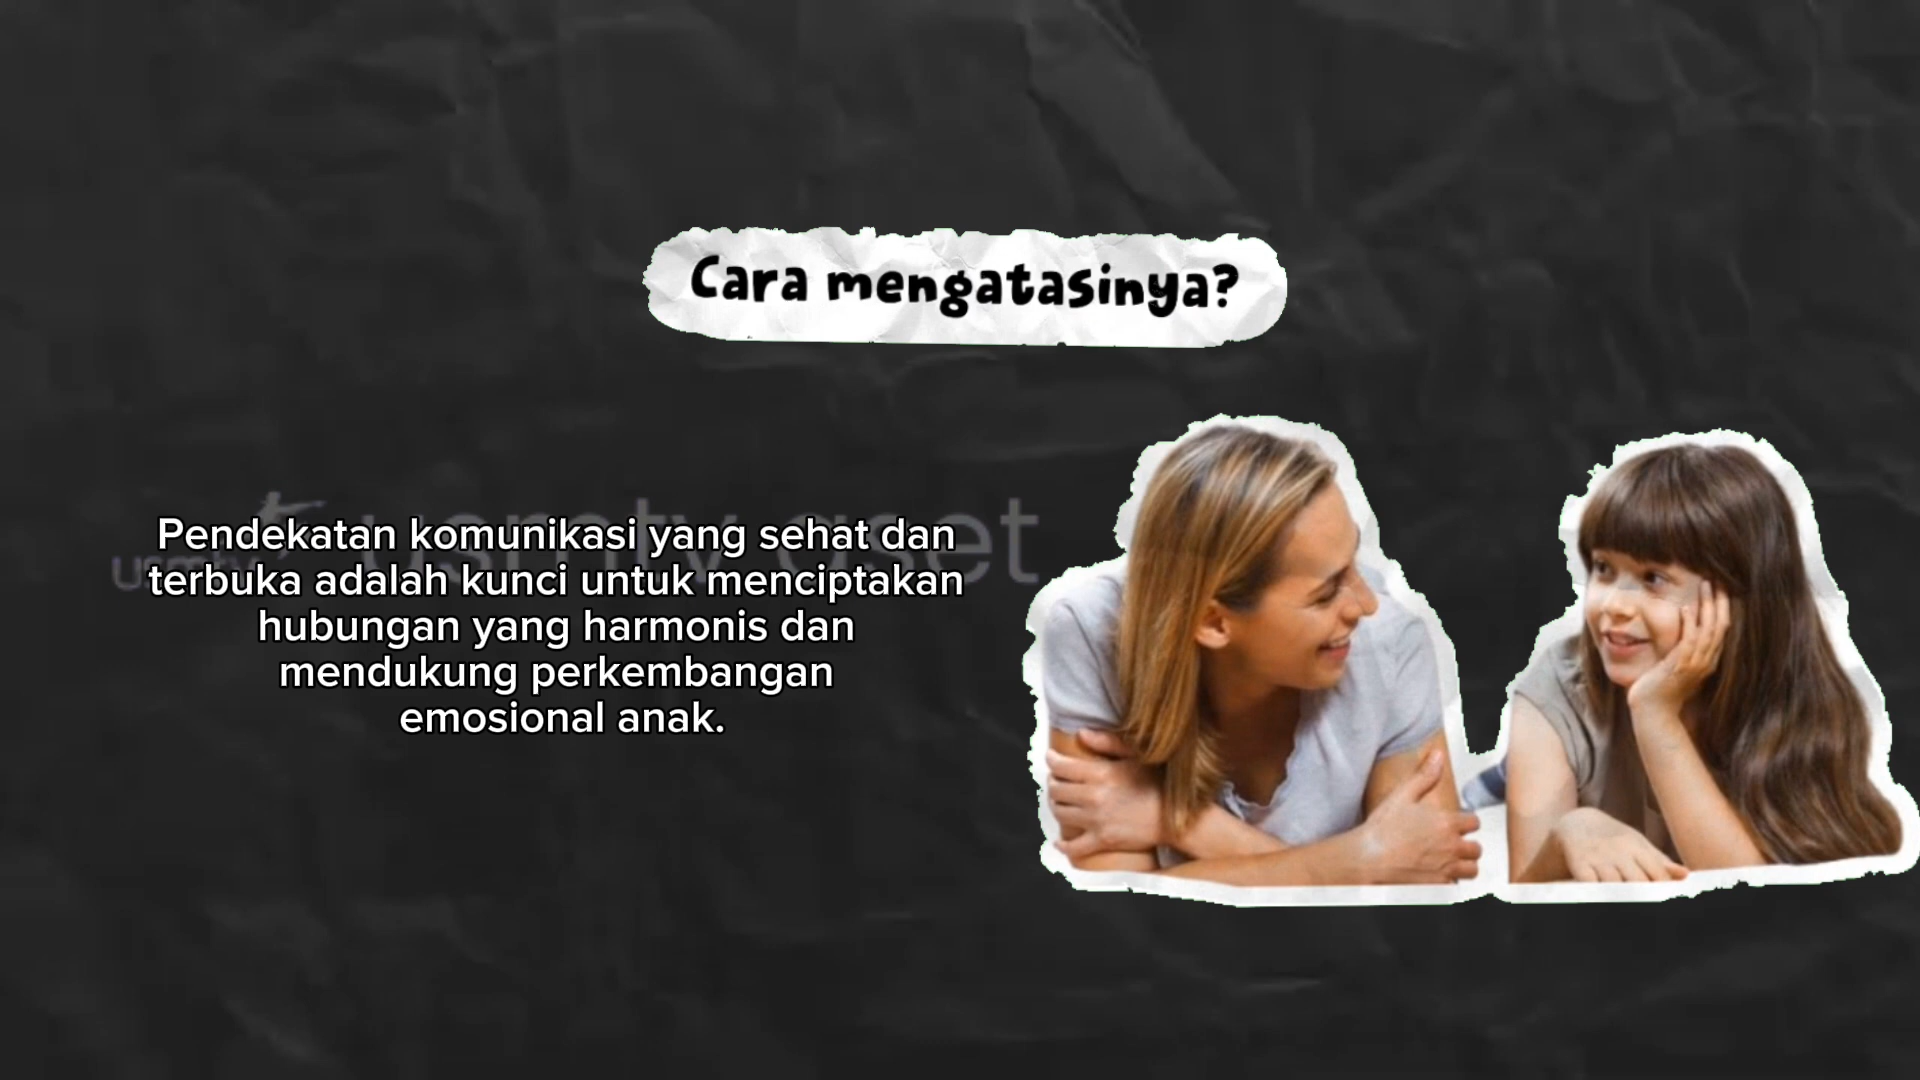 Cara mengatasinya?
Pendekatan komunikasi yang sehat dan
terbuka adalah kunci untuk menciptakan
hubungan yang harmonis dan
mendukung perkembangan
emosional anak.